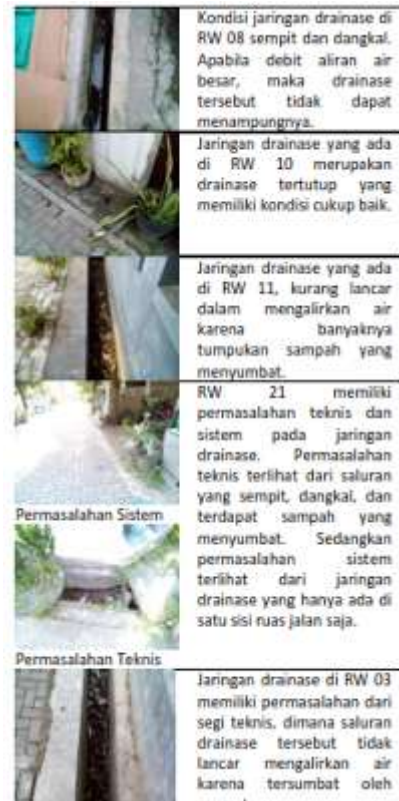 Kondisi jaringan drainase di
RW 08 sempit dan dangkal.
Apabila debit aliran air
besar, maka drainase
tersebut tidak dapat
menampungnya.
Jaringan drainase yang ada
di RW 10 merupakan
drainase tertutup yang
memiliki kondisi cukup baik.
Jaringan drainase yang ada
di RW 11, kurang lancar
dalam mengalirkan air
karena banyaknya
tumpukan sampah yang
menyumbat.
RW 21 memiliki
permasalahan teknis dan
sistem pada jaringan
drainase. Permasalahan
teknis terlihat dari saluran
yang sempit, dangkal, dan
terdapat sampah yang
menyumbat. Sedangkan
permasalahan sistem
terlihat dari jaringan
drainase yang hanya ada di
satu sisi ruas jalan saja.
Permasalahan Sistem
Permasalahan Teknis
Jaringan drainase di RW 03
memiliki permasalahan dari
segi teknis, dimana saluran
drainase tersebut tidak
lancar mengalirkan air
karena tersumbat oleh